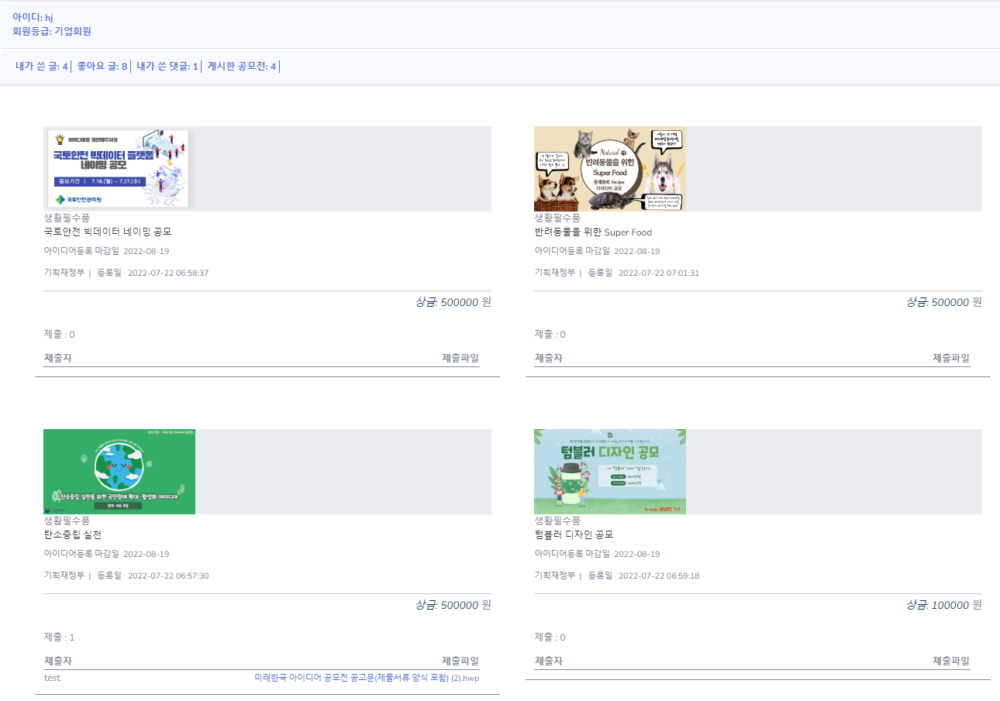 아이디: hj
회원등급: 기업회원
내가 쓴 글: 4│ 좋아요 글: 8│ 내가 쓴 댓글: 1│ 게시한 공모전: 4│
아이디어를 제안해주세요
국토안전 빅데이터 플랫폼
네이밍 공모
응모기간 | 7.18.(월) ~ 7.27.(수)
국토안전관리원
생활필수품
국토안전 빅데이터 네이밍 공모
아이디어등록 마감일 2022-08-19
기획재정부 | 등록일 2022-07-22 06:58:37
상금: 500000 원
제출 : 0
제출자 제출파일
Natural
반려동물을 위한
Super Food
동애등에 Recipe
아이디어 공모
생활필수품
반려동물을 위한 Super Food
아이디어등록 마감일 2022-08-19
기획재정부 | 등록일 2022-07-22 07:01:31
상금: 500000 원
제출 : 0
제출자 제출파일
탄소중립 실천을 위한 국민참여 확대·활성화 아이디어
생활필수품
탄소중립 실천
아이디어등록 마감일 2022-08-19
기획재정부 | 등록일 2022-07-22 06:57:30
상금: 500000 원
제출 : 1
제출자 제출파일
test 미래한국 아이디어 공모전 공고문(제출서류 양식 포함) (2).hwp
텀블러 디자인 공모
생활필수품
텀블러 디자인 공모
아이디어등록 마감일 2022-08-19
기획재정부 | 등록일 2022-07-22 06:59:18
상금: 100000 원
제출 : 0
제출자 제출파일